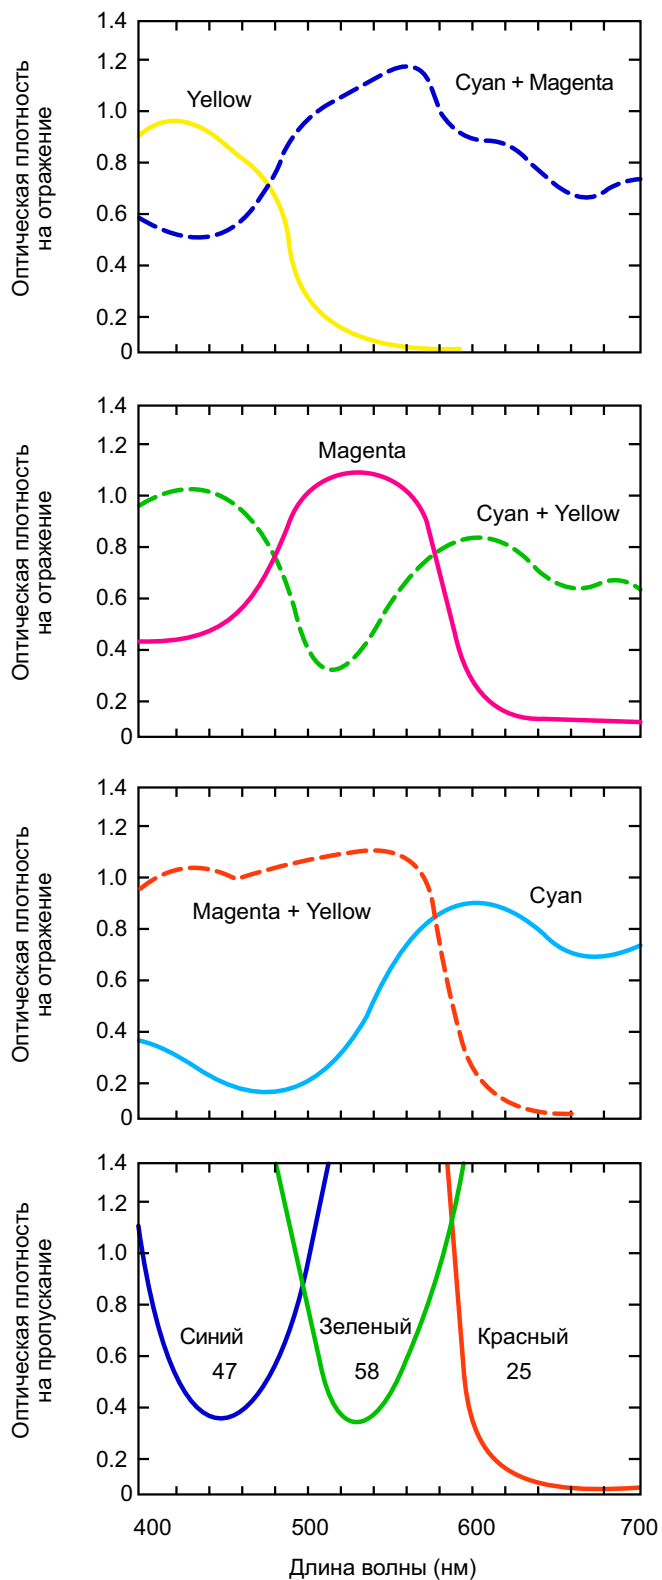 Оптическая плотность
на отражение
1.4
1.2
1.0
0.8
0.6
0.4
0.2
0
Yellow
Cyan + Magenta
Оптическая плотность
на отражение
1.4
1.2
1.0
0.8
0.6
0.4
0.2
0
Magenta
Cyan + Yellow
Оптическая плотность
на отражение
1.4
1.2
1.0
0.8
0.6
0.4
0.2
0
Magenta + Yellow
Cyan
Оптическая плотность
на пропускание
1.4
1.2
1.0
0.8
0.6
0.4
0.2
0
Синий
47
Зеленый
58
Красный
25
400 500 600 700
Длина волны (нм)